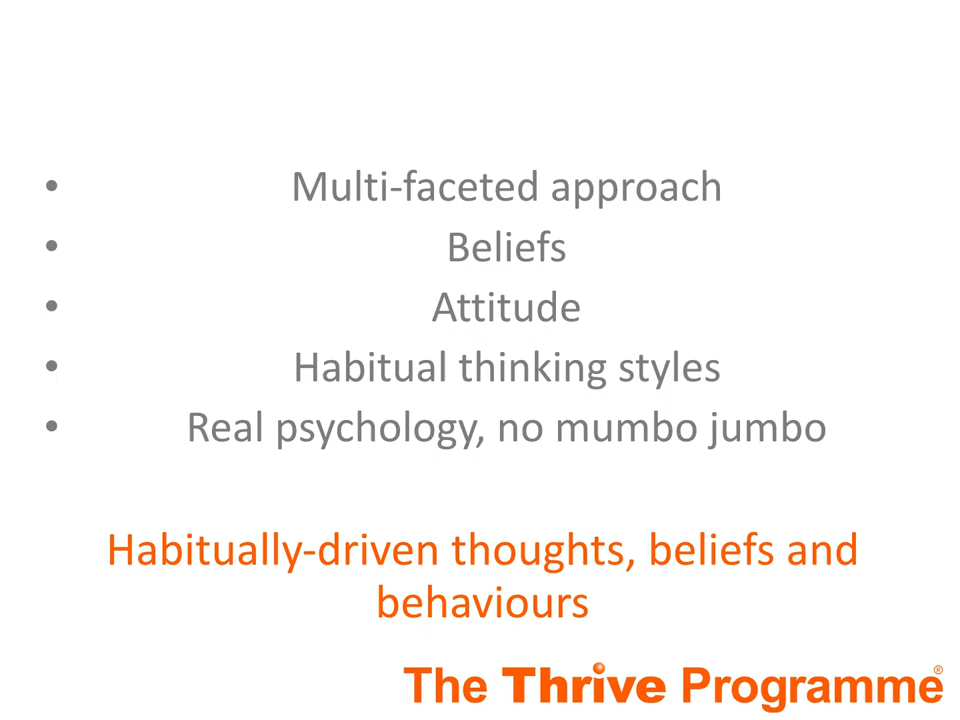 • Multi-faceted approach
• Beliefs
• Attitude
• Habitual thinking styles
• Real psychology, no mumbo jumbo
Habitually-driven thoughts, beliefs and
behaviours
The Thrive Programme®